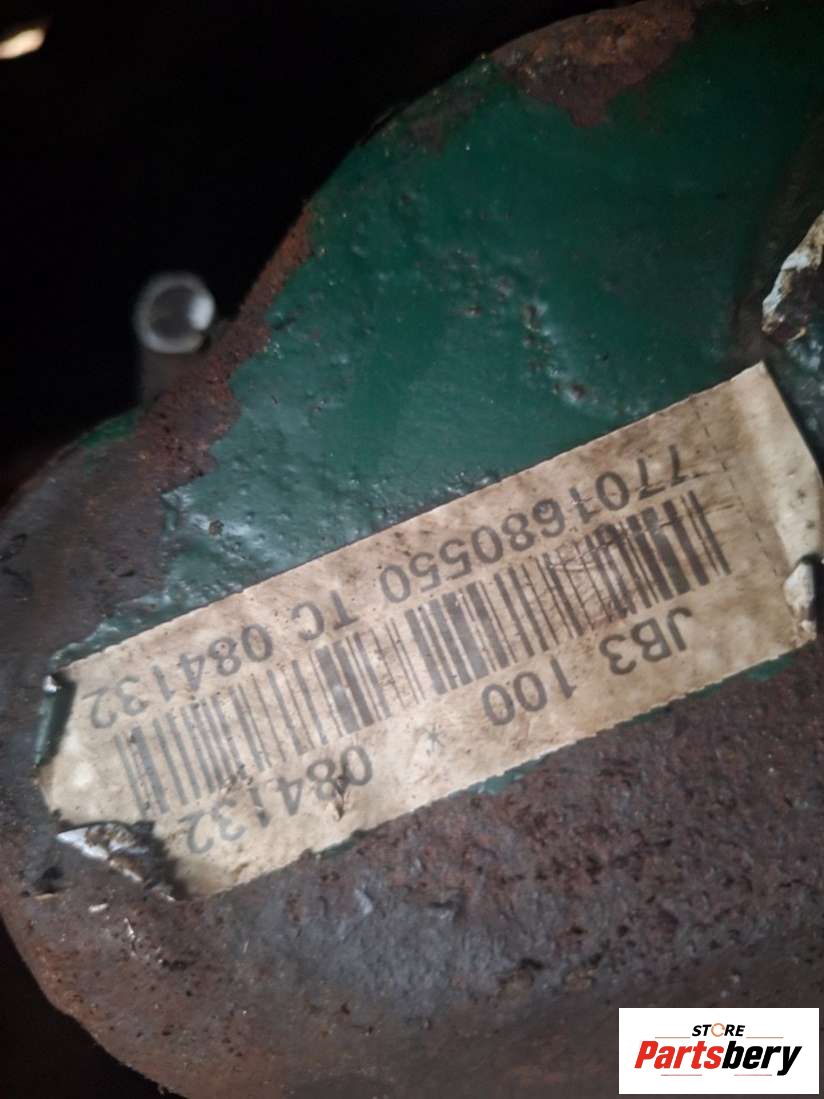 JB3 100 * 084132
7701680550 TC 084132
STORE
Partsbery